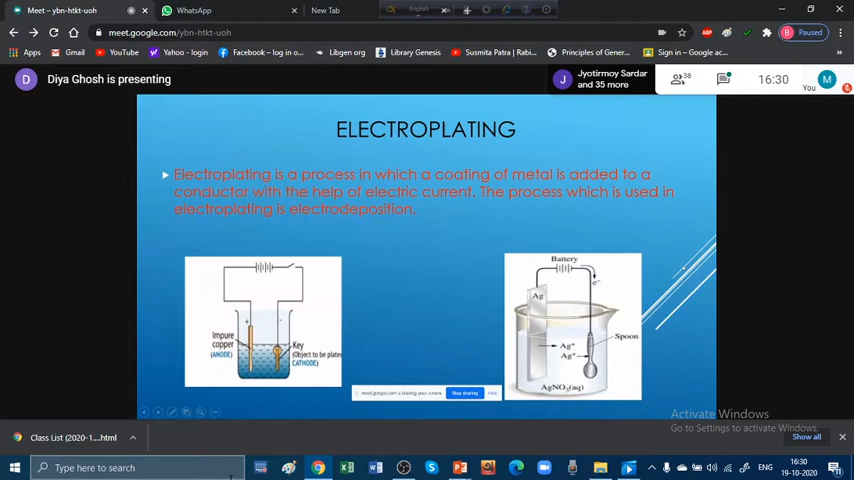 Meet – ybn-htkt-uoh
WhatsApp
New Tab
English
meet.google.com/ybn-htkt-uoh
ABP
B Paused
Apps
Gmail
YouTube
Yahoo - login
Facebook – log in o...
Libgen org
Library Genesis
Susmita Patra | Rabi...
Principles of Gener...
Sign in – Google ac...
D
Diya Ghosh is presenting
J
Jyotirmoy Sardar
and 35 more
38
16:30
You
M
ELECTROPLATING
Electroplating is a process in which a coating of metal is added to a
conductor with the help of electric current. The process which is used in
electroplating is electrodeposition.
+
-
Impure
copper
(ANODE)
Key
(Object to be plate
CATHODE)
Battery
e⁻
Ag
Spoon
Ag⁺
Ag⁺
AgNO₃(aq)
meet.google.com is sharing your screen.
Stop sharing
Hide
Activate Windows
Go to Settings to activate Windows.
Class List (2020-1....html
Show all
Type here to search
ENG
16:30
19-10-2020
11